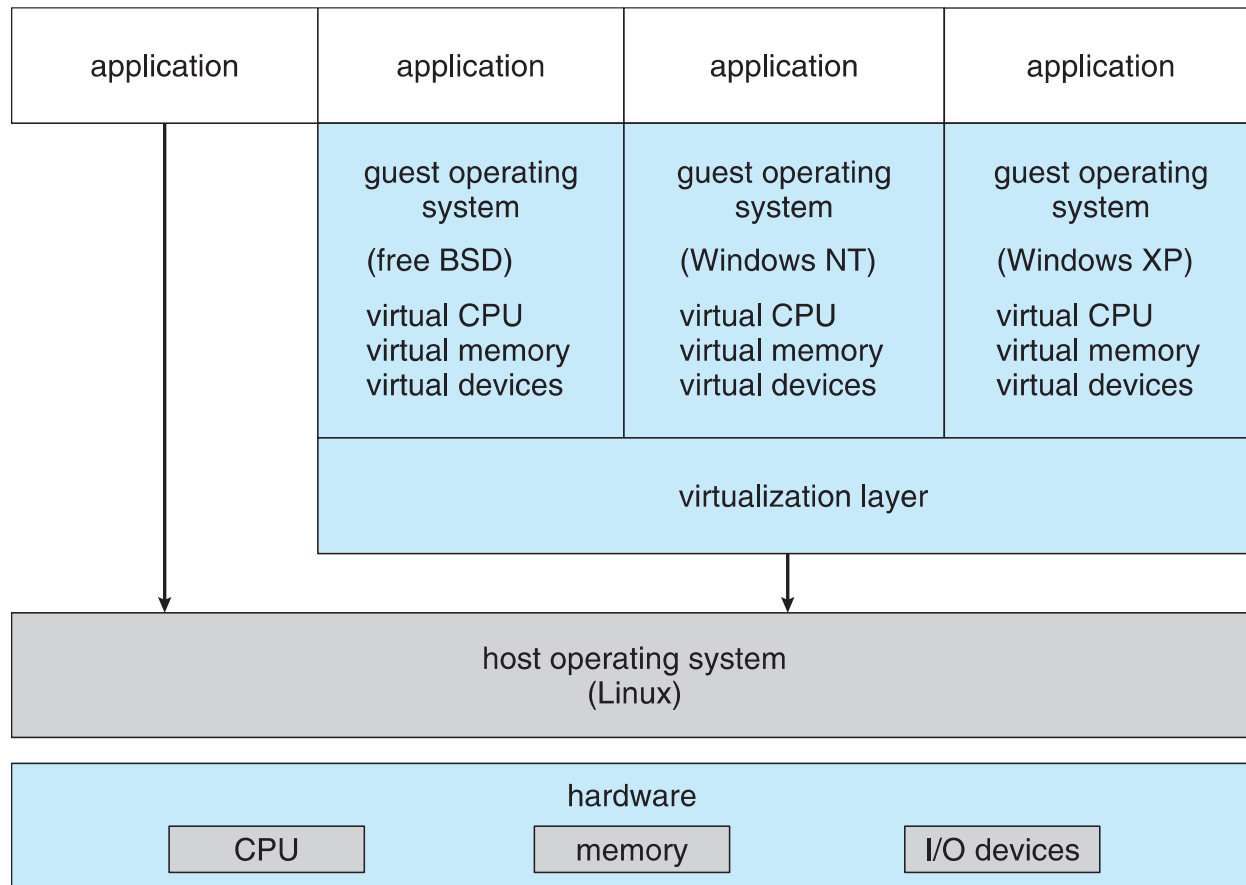 application
application
application
application
guest operating
system
(free BSD)
virtual CPU
virtual memory
virtual devices
guest operating
system
(Windows NT)
virtual CPU
virtual memory
virtual devices
guest operating
system
(Windows XP)
virtual CPU
virtual memory
virtual devices
virtualization layer
host operating system
(Linux)
hardware
CPU
memory
I/O devices